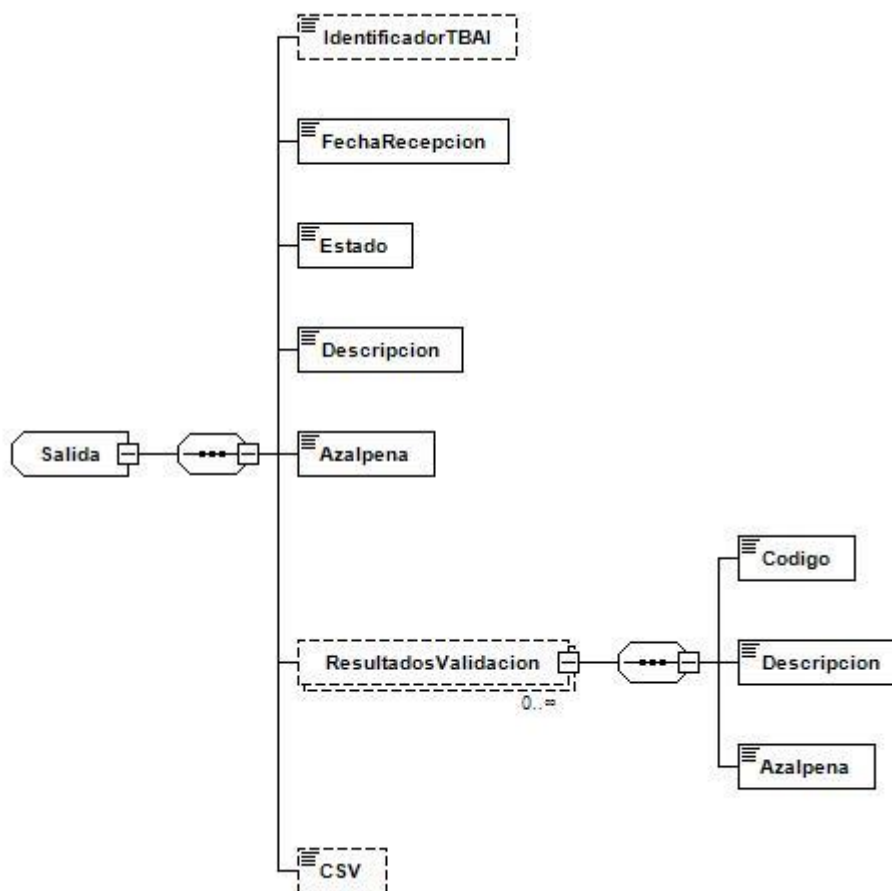 IdentificadorTBAI
FechaRecepcion
Estado
Descripcion
Salida
Azalpena
Codigo
ResultadosValidacion
Descripcion
0..∞
Azalpena
CSV